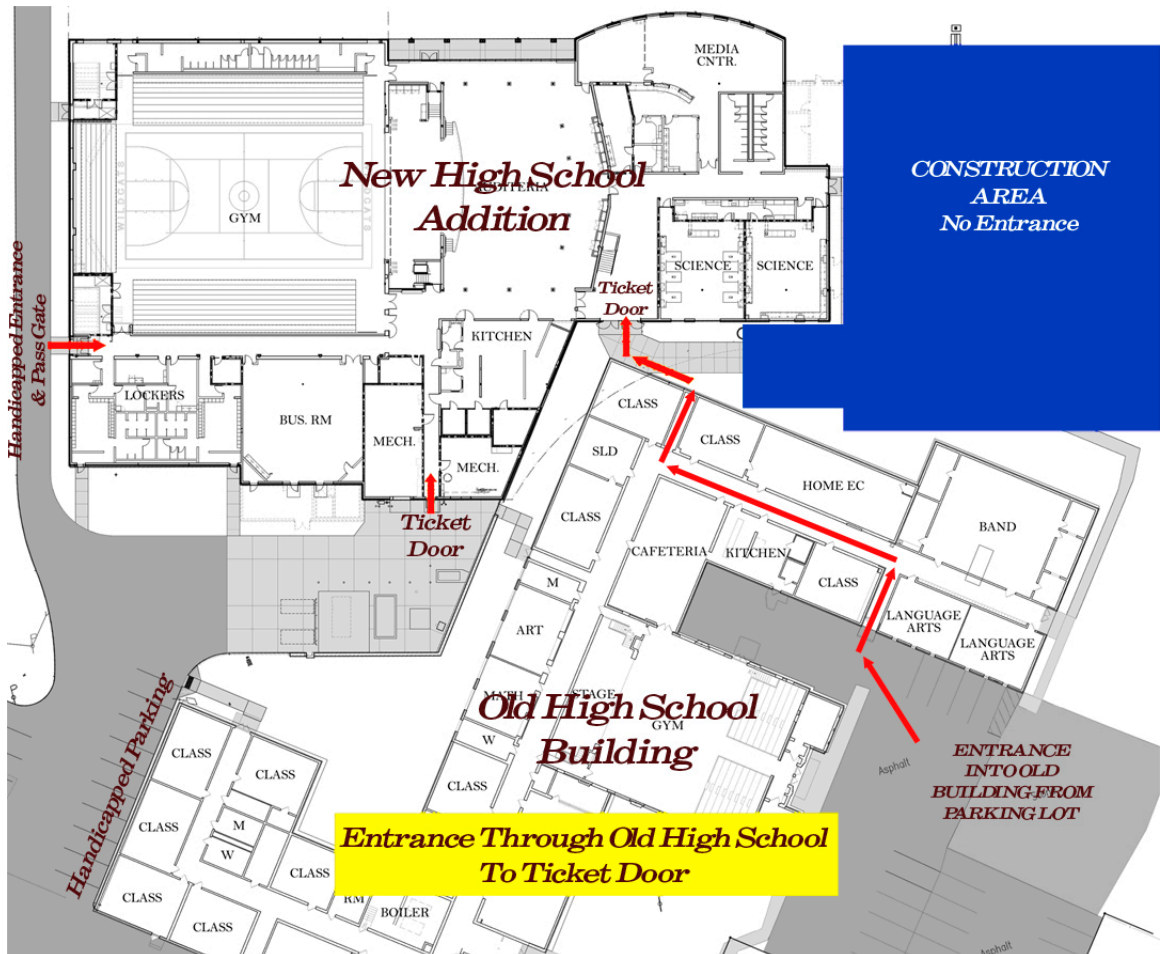 MEDIA
CNTR.
CONSTRUCTION
AREA
No Entrance
WILDCATS
GYM
New High School
Addition
SCIENCE
SCIENCE
Ticket
Door
Handicapped Entrance
& Pass Gate
KITCHEN
LOCKERS
BUS. RM
MECH.
MECH.
Ticket
Door
CLASS
CLASS
SLD
HOME EC
CLASS
BAND
CAFETERIA
KITCHEN
CLASS
M
LANGUAGE
ARTS
LANGUAGE
ARTS
ART
MATH
STAGE
GYM
W
Old High School
Building
CLASS
Asphalt
ENTRANCE
INTO OLD
BUILDING FROM
PARKING LOT
Handicapped Parking
CLASS
CLASS
CLASS
M
W
CLASS
CLASS
CLASS
RM
BOILER
Entrance Through Old High School
To Ticket Door
Asphalt